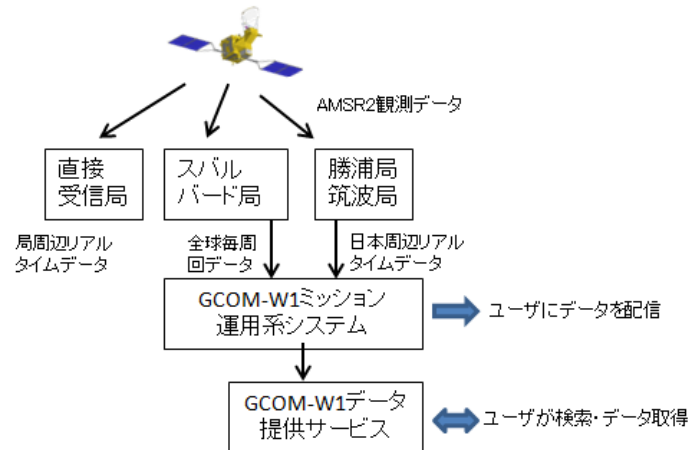 AMSR2観測データ
直接
受信局
スバル
バード局
勝浦局
筑波局
局周辺リアル
タイムデータ
全球毎周
回データ
日本周辺リアル
タイムデータ
GCOM-W1ミッション
運用系システム
ユーザにデータを配信
GCOM-W1データ
提供サービス
ユーザが検索・データ取得